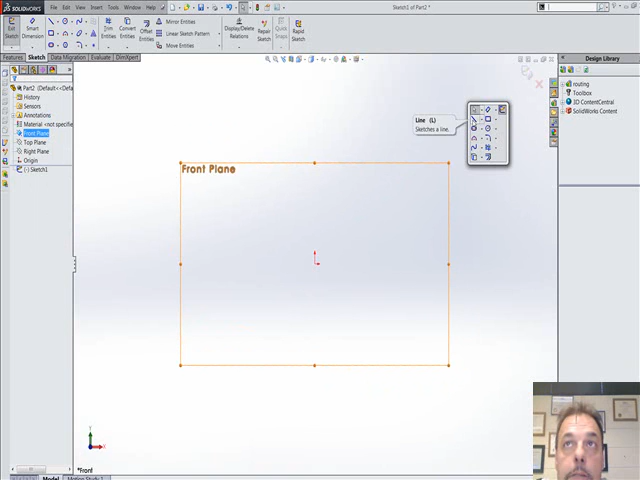 SOLIDWORKS
File Edit View Insert Tools Window Help
Sketch1 of Part2 *
Exit Sketch
Smart Dimension
Trim Entities
Convert Entities
Offset Entities
Mirror Entities
Linear Sketch Pattern
Move Entities
Display/Delete Relations
Repair Sketch
Quick Snaps
Rapid Sketch
Features Sketch Data Migration Evaluate DimXpert
Design Library
Part2 (Default<<Defa
History
Sensors
Annotations
Material <not specifie
Front Plane
Top Plane
Right Plane
Origin
(-) Sketch1
routing
Toolbox
3D ContentCentral
SolidWorks Content
Line (L)
Sketches a line.
Front Plane
*Front
Model Motion Study 1